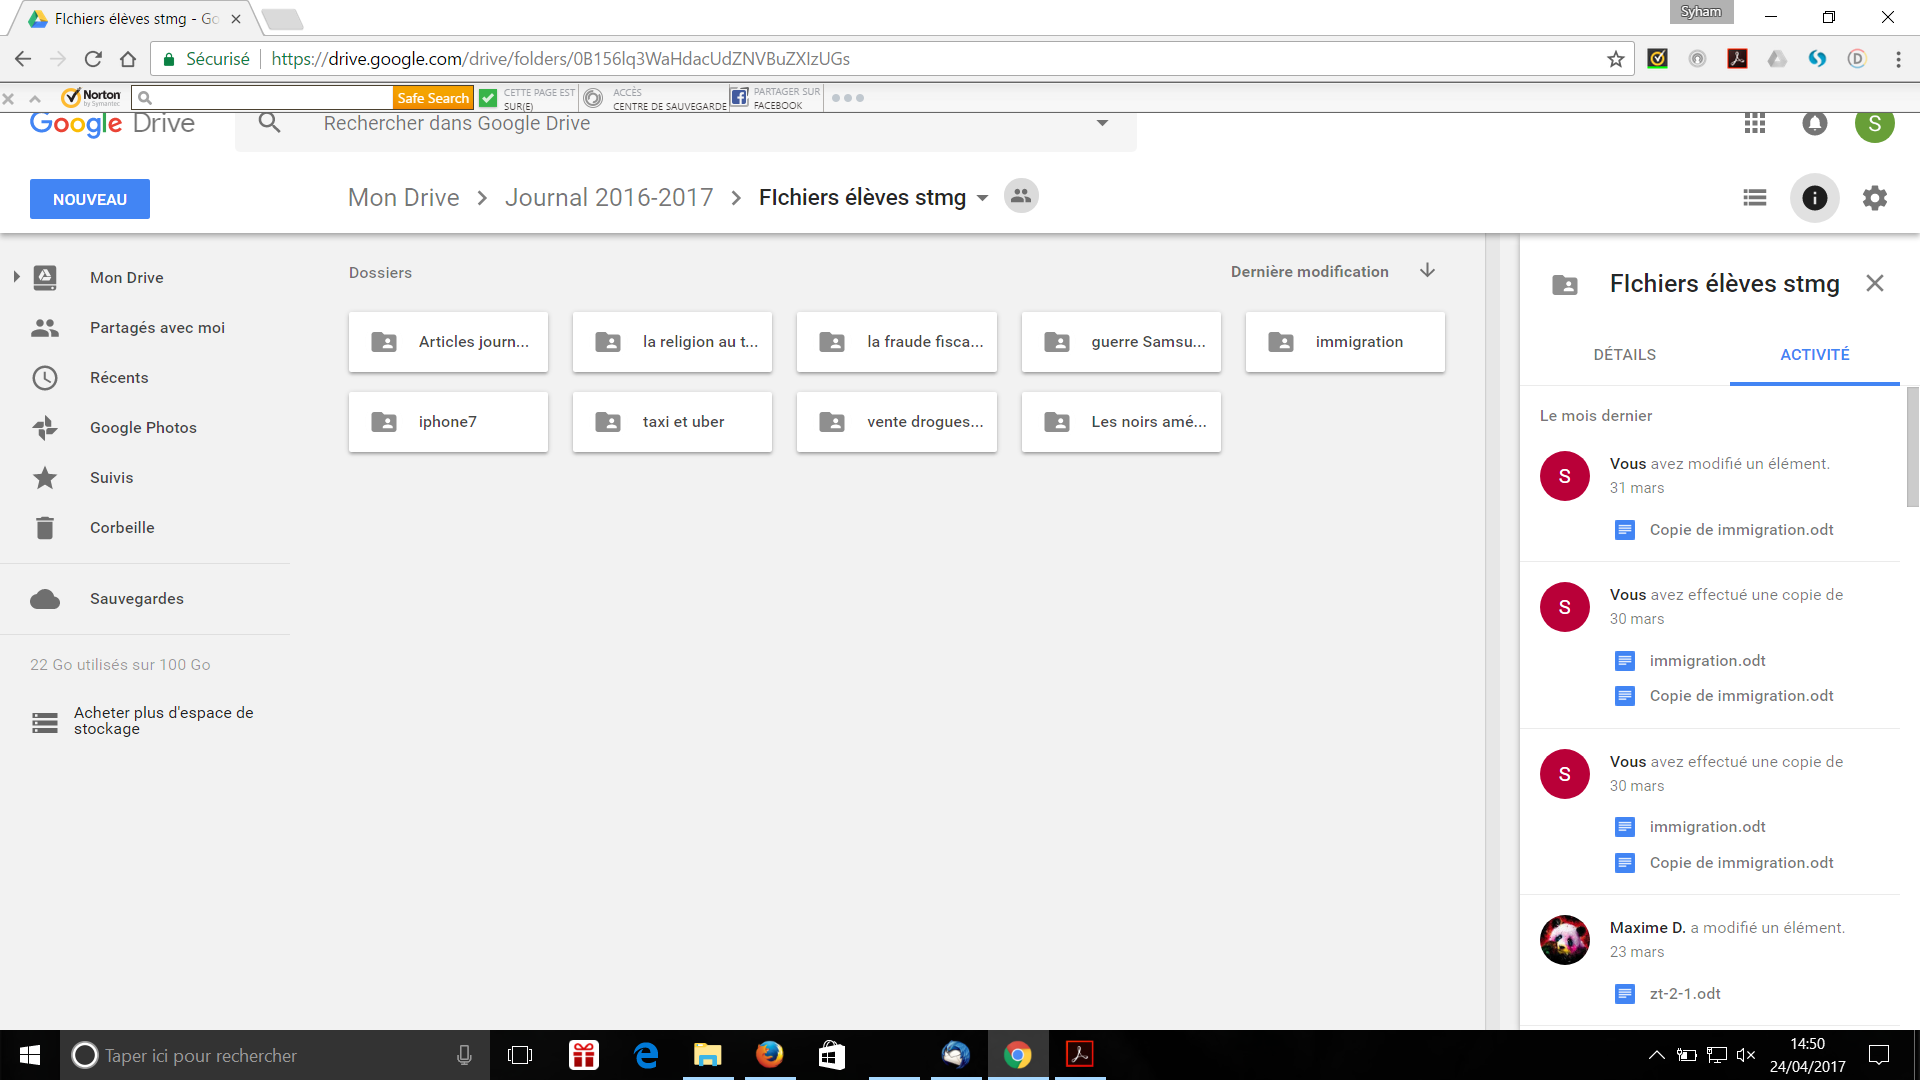 FIchiers élèves stmg - Go
Syham
Sécurisé
https://drive.google.com/drive/folders/0B156lq3WaHdacUdZNVBuZXIzUGs
Norton
by Symantec
Safe Search
CETTE PAGE EST
SUR(E)
ACCÈS
CENTRE DE SAUVEGARDE
PARTAGER SUR
FACEBOOK
Google Drive
Rechercher dans Google Drive
S
NOUVEAU
Mon Drive > Journal 2016-2017 > FIchiers élèves stmg
Mon Drive
Partagés avec moi
Récents
Google Photos
Suivis
Corbeille
Sauvegardes
22 Go utilisés sur 100 Go
Acheter plus d'espace de
stockage
Dossiers
Dernière modification
Articles journ...
la religion au t...
la fraude fisca...
guerre Samsu...
immigration
iphone7
taxi et uber
vente drogues...
Les noirs amé...
FIchiers élèves stmg
DÉTAILS
ACTIVITÉ
Le mois dernier
S
Vous avez modifié un élément.
31 mars
Copie de immigration.odt
S
Vous avez effectué une copie de
30 mars
immigration.odt
Copie de immigration.odt
S
Vous avez effectué une copie de
30 mars
immigration.odt
Copie de immigration.odt
Maxime D. a modifié un élément.
23 mars
zt-2-1.odt
Taper ici pour rechercher
14:50
24/04/2017